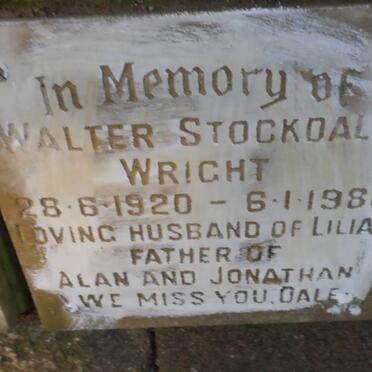 In Memory of
WALTER STOCKDAL
WRIGHT
28·6·1920 - 6·1·198
LOVING HUSBAND OF LILIA
FATHER OF
ALAN AND JONATHAN
WE MISS YOU. DALE